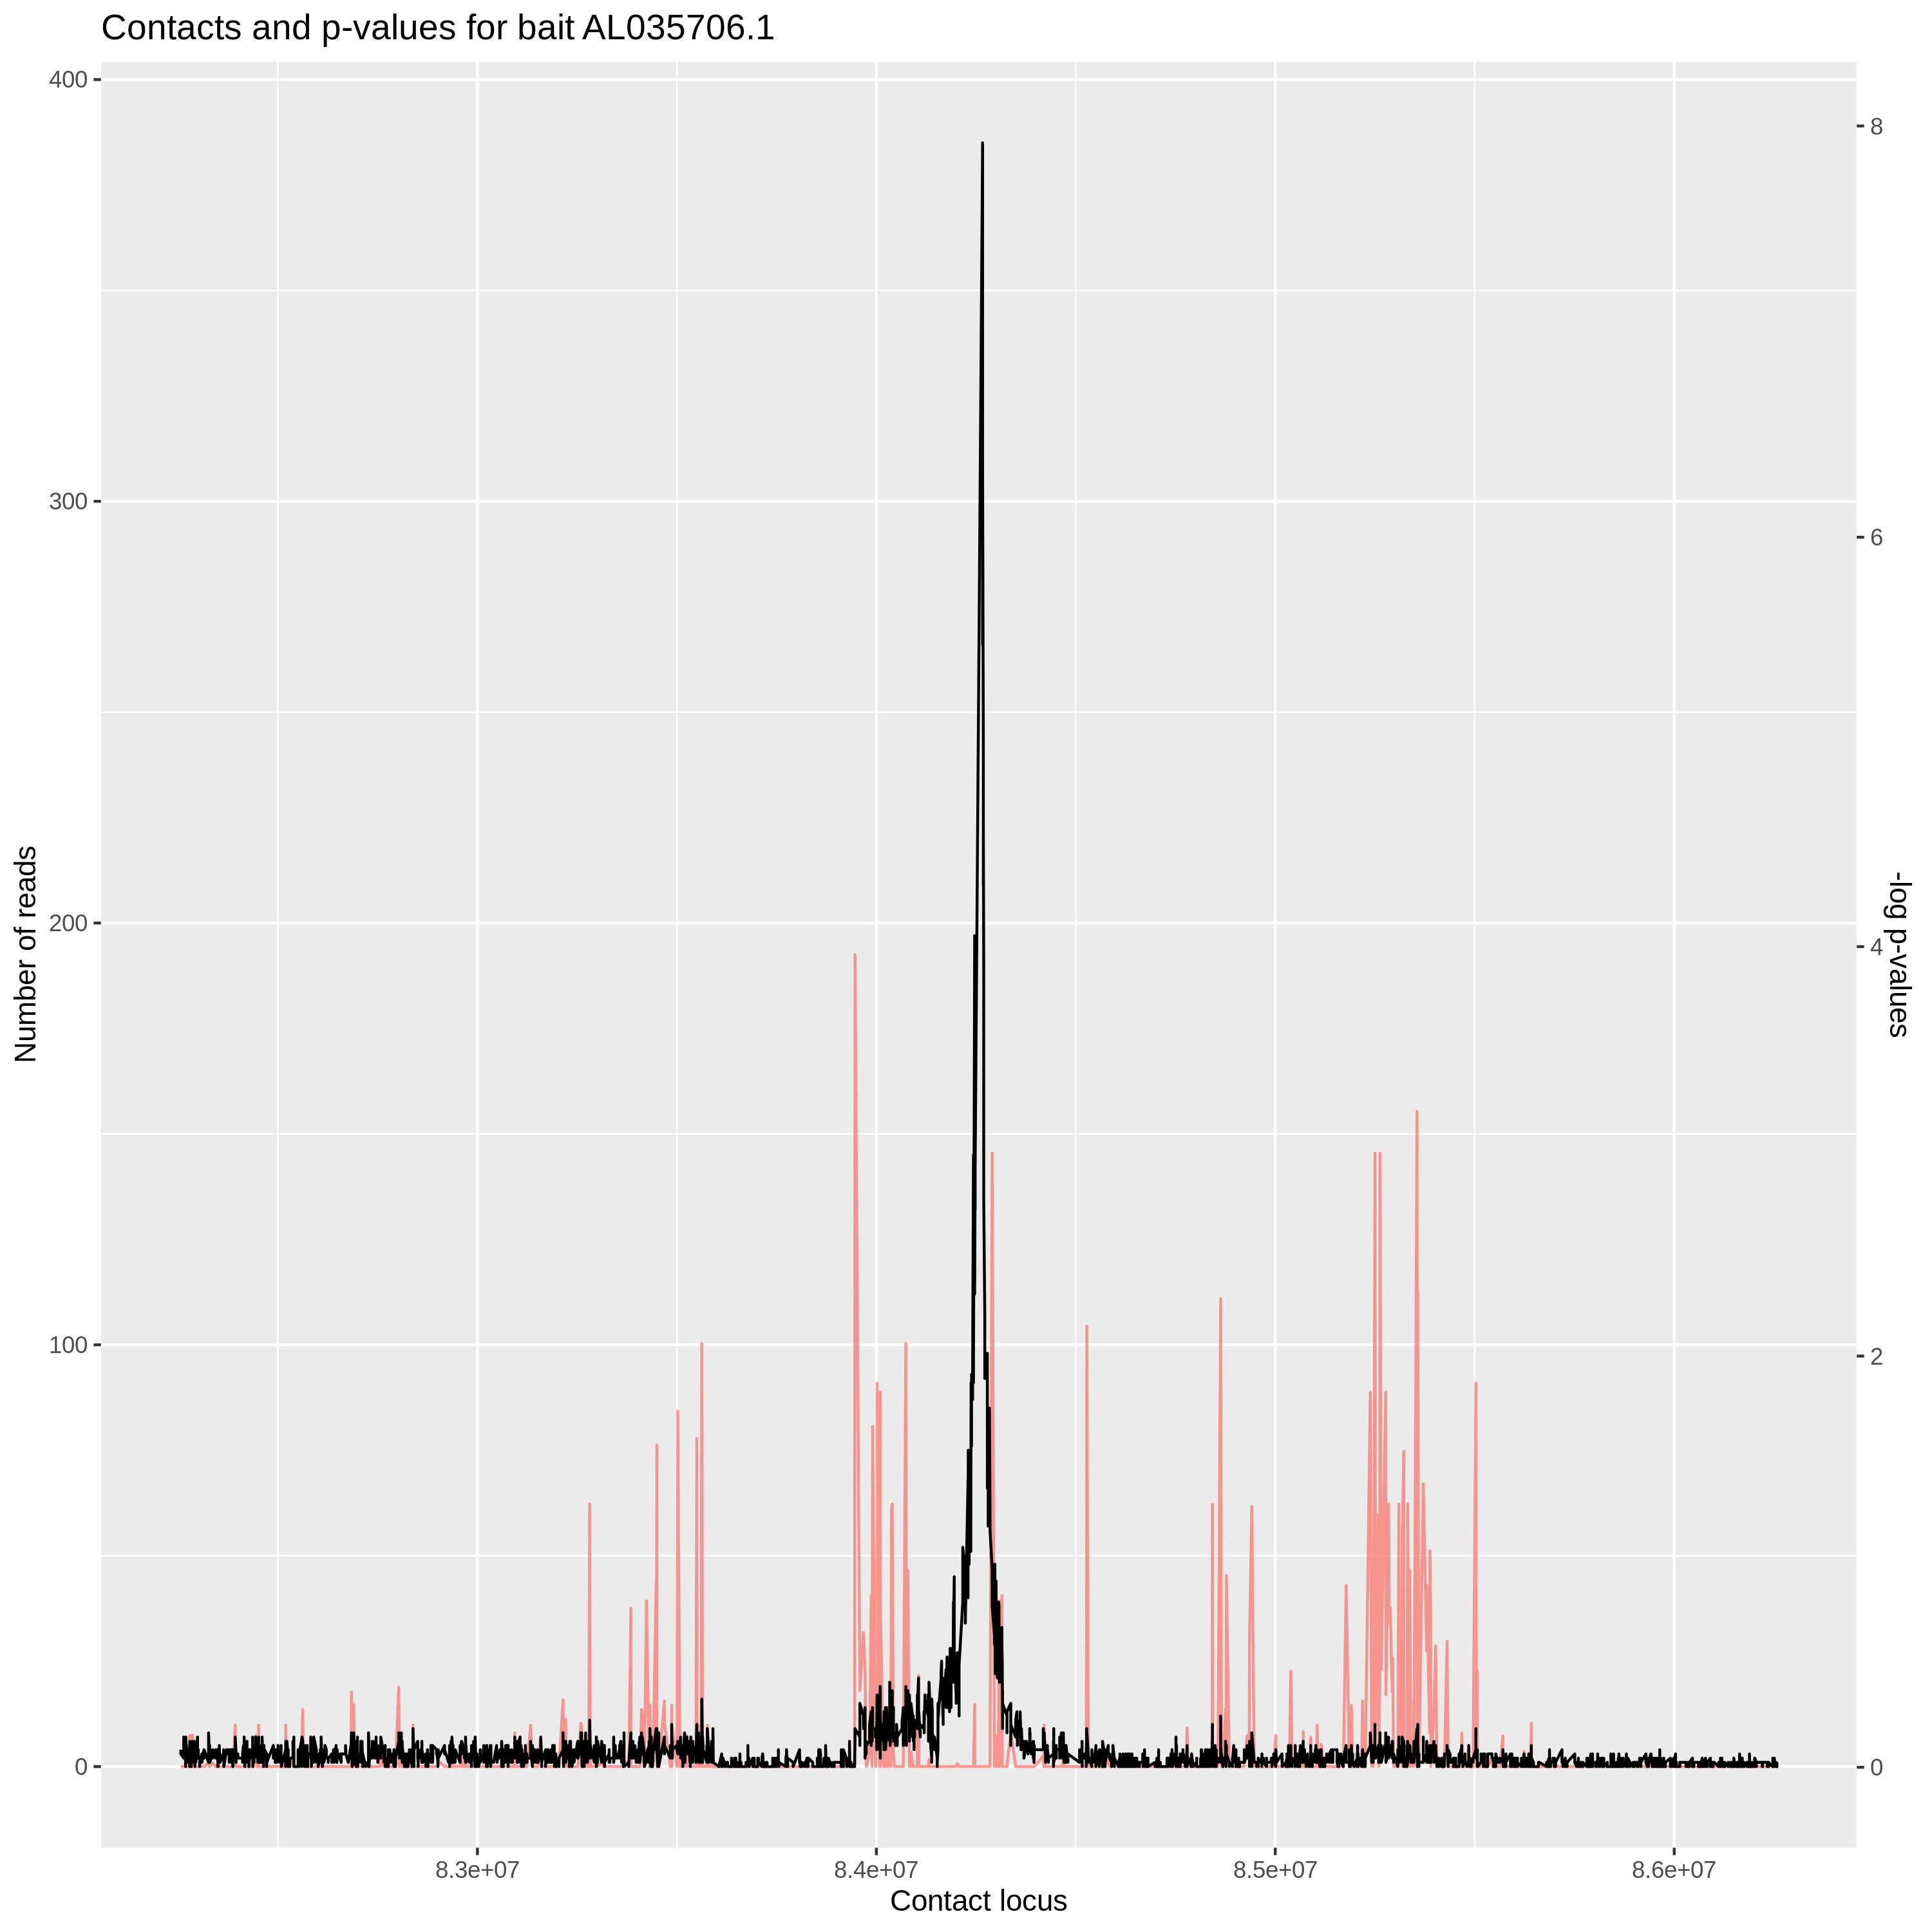 Contacts and p-values for bait AL035706.1
400
300
200
100
0
Number of reads
8
6
4
2
0
-log p-values
8.3e+07
8.4e+07
8.5e+07
8.6e+07
Contact locus